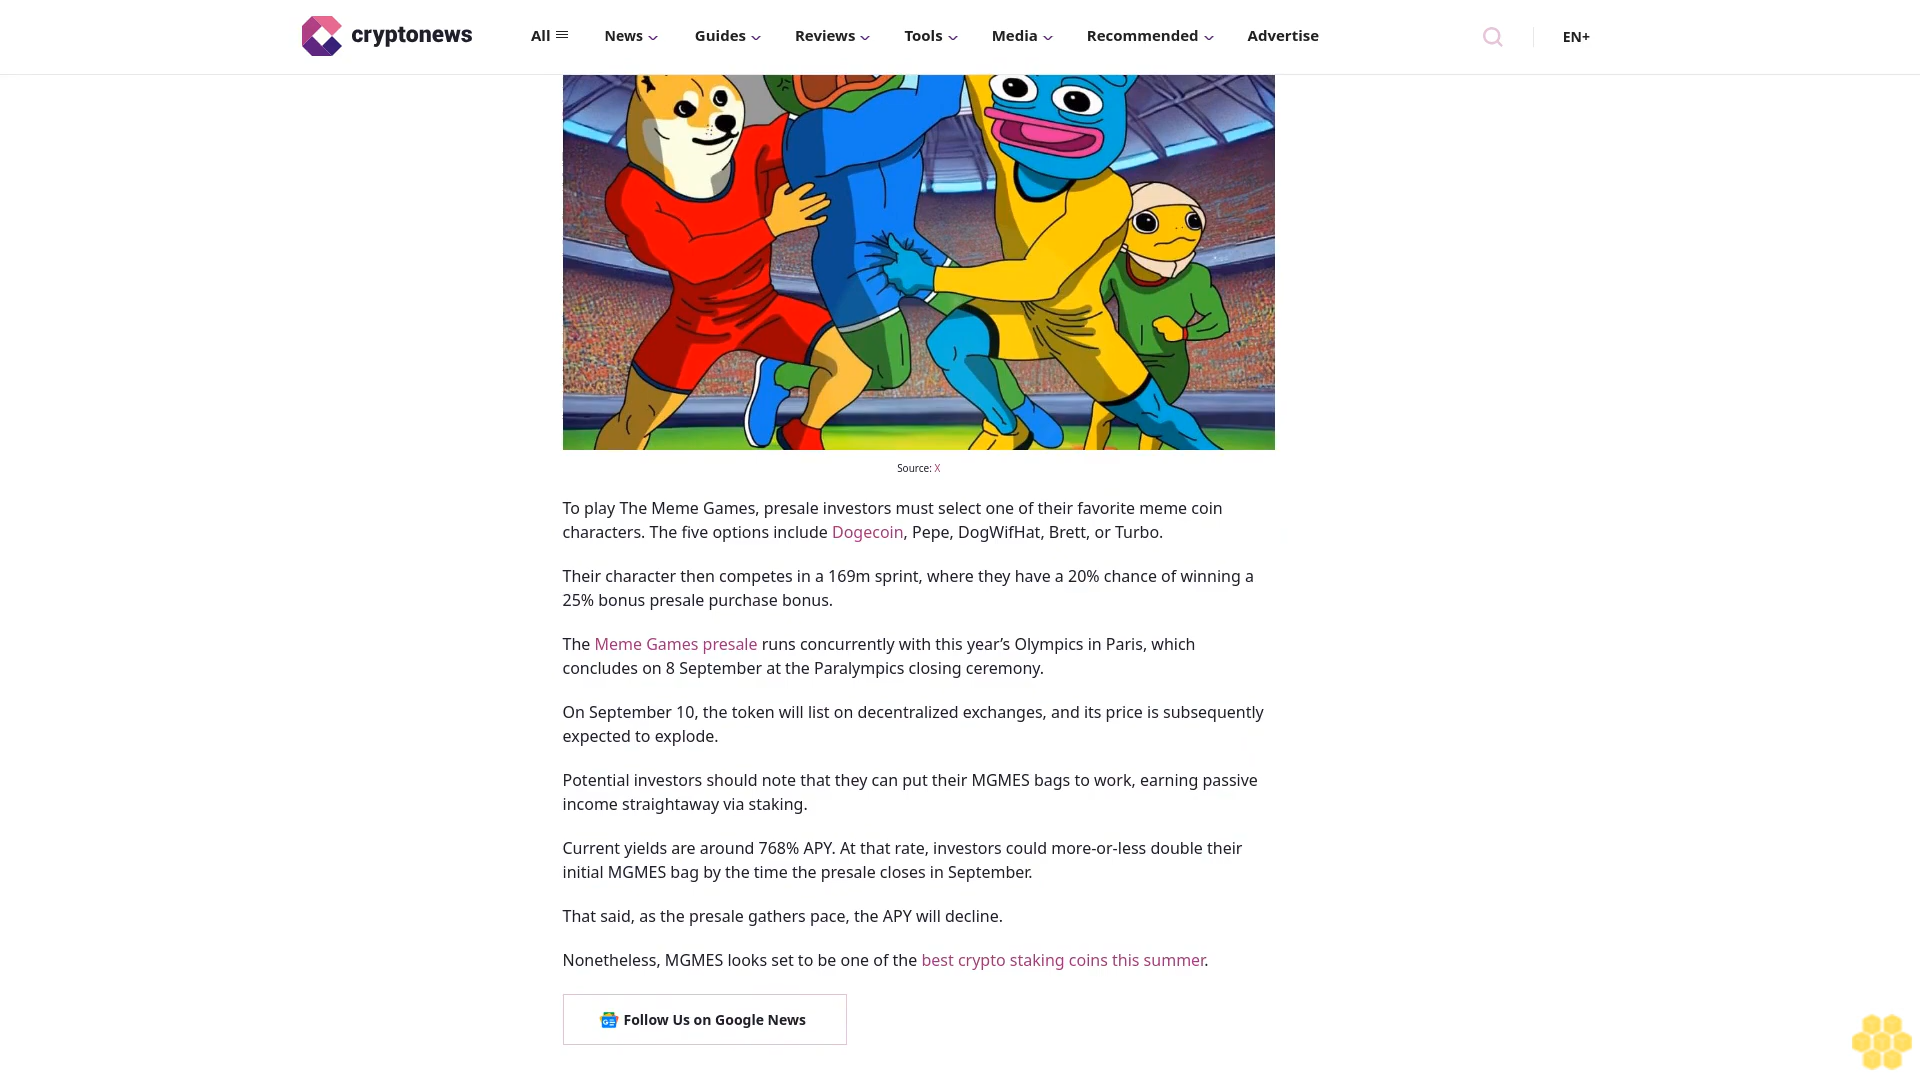 cryptonews
All
News
Guides
Reviews
Tools
Media
Recommended
Advertise
EN+
Source: X
To play The Meme Games, presale investors must select one of their favorite meme coin
characters. The five options include Dogecoin, Pepe, DogWifHat, Brett, or Turbo.
Their character then competes in a 169m sprint, where they have a 20% chance of winning a
25% bonus presale purchase bonus.
The Meme Games presale runs concurrently with this year’s Olympics in Paris, which
concludes on 8 September at the Paralympics closing ceremony.
On September 10, the token will list on decentralized exchanges, and its price is subsequently
expected to explode.
Potential investors should note that they can put their MGMES bags to work, earning passive
income straightaway via staking.
Current yields are around 768% APY. At that rate, investors could more-or-less double their
initial MGMES bag by the time the presale closes in September.
That said, as the presale gathers pace, the APY will decline.
Nonetheless, MGMES looks set to be one of the best crypto staking coins this summer.
Follow Us on Google News